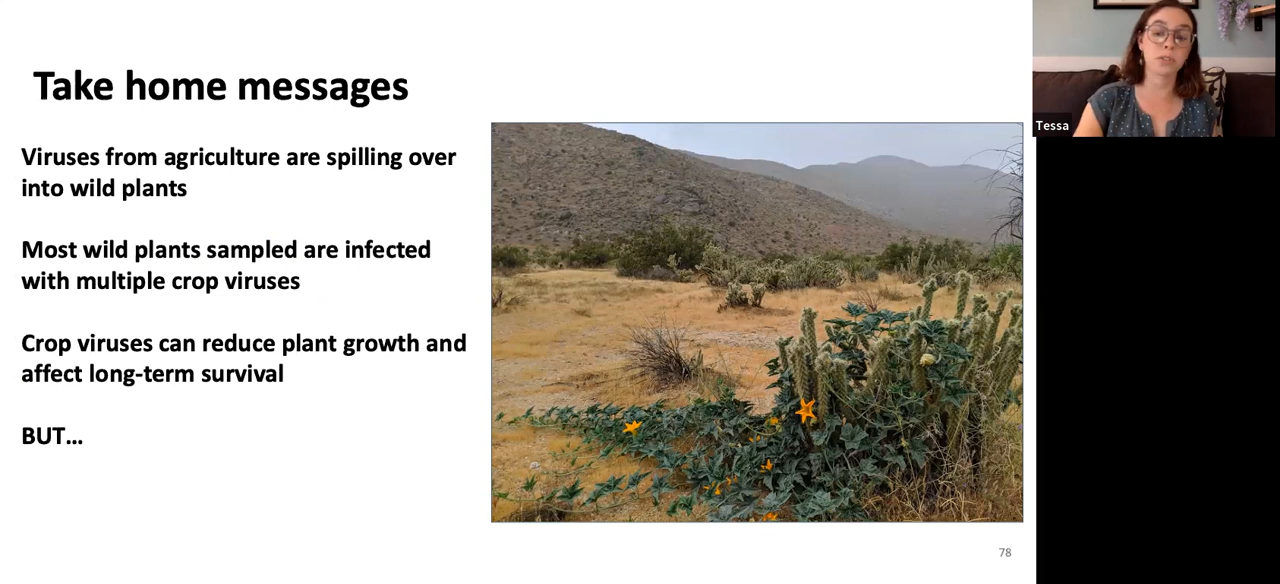 Take home messages
Viruses from agriculture are spilling over
into wild plants
Most wild plants sampled are infected
with multiple crop viruses
Crop viruses can reduce plant growth and
affect long-term survival
BUT...
78
Tessa